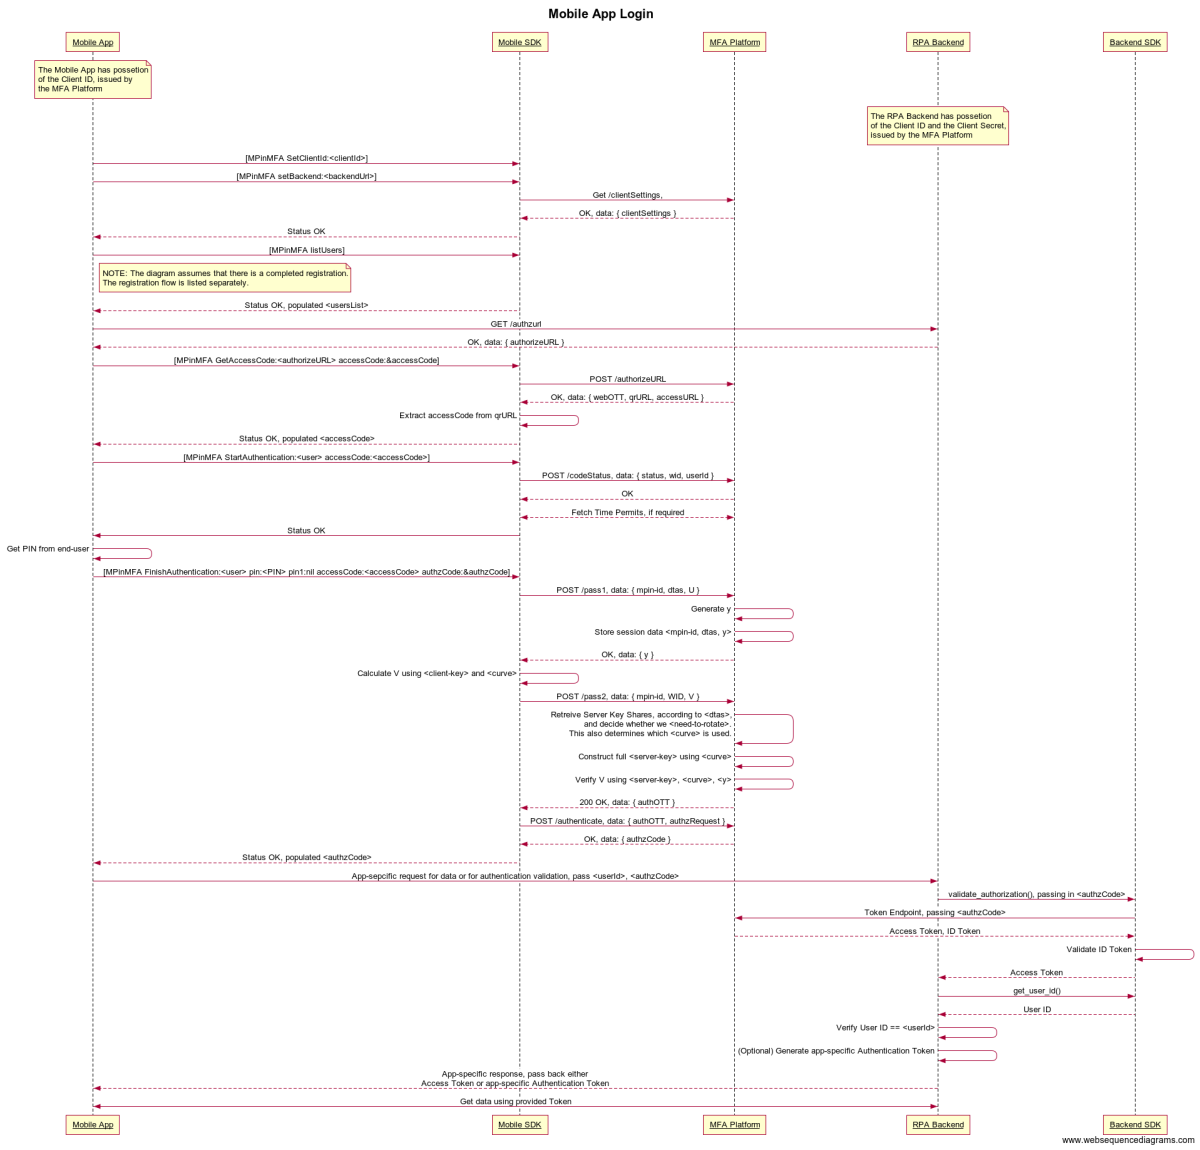 Mobile App Login
Mobile App
Mobile SDK
MFA Platform
RPA Backend
Backend SDK
The Mobile App has possetion
of the Client ID, issued by
the MFA Platform
The RPA Backend has possetion
of the Client ID and the Client Secret,
issued by the MFA Platform
[MPinMFA SetClientId:<clientId>]
[MPinMFA setBackend:<backendUrl>]
Get /clientSettings,
OK, data: { clientSettings }
Status OK
[MPinMFA listUsers]
NOTE: The diagram assumes that there is a completed registration.
The registration flow is listed separately.
Status OK, populated <usersList>
GET /authzurl
OK, data: { authorizeURL }
[MPinMFA GetAccessCode:<authorizeURL> accessCode:&accessCode]
POST /authorizeURL
OK, data: { webOTT, qrURL, accessURL }
Extract accessCode from qrURL
Status OK, populated <accessCode>
[MPinMFA StartAuthentication:<user> accessCode:<accessCode>]
POST /codeStatus, data: { status, wid, userId }
OK
Fetch Time Permits, if required
Status OK
Get PIN from end-user
[MPinMFA FinishAuthentication:<user> pin:<PIN> pin1:nil accessCode:<accessCode> authzCode:&authzCode]
POST /pass1, data: { mpin-id, dtas, U }
Generate y
Store session data <mpin-id, dtas, y>
OK, data: { y }
Calculate V using <client-key> and <curve>
POST /pass2, data: { mpin-id, WID, V }
Retreive Server Key Shares, according to <dtas>,
and decide whether we <need-to-rotate>.
This also determines which <curve> is used.
Construct full <server-key> using <curve>
Verify V using <server-key>, <curve>, <y>
200 OK, data: { authOTT }
POST /authenticate, data: { authOTT, authzRequest }
OK, data: { authzCode }
Status OK, populated <authzCode>
App-sepcific request for data or for authentication validation, pass <userId>, <authzCode>
validate_authorization(), passing in <authzCode>
Token Endpoint, passing <authzCode>
Access Token, ID Token
Validate ID Token
Access Token
get_user_id()
User ID
Verify User ID == <userId>
(Optional) Generate app-specific Authentication Token
App-specific response, pass back either
Access Token or app-specific Authentication Token
Get data using provided Token
Mobile App
Mobile SDK
MFA Platform
RPA Backend
Backend SDK
www.websequencediagrams.com